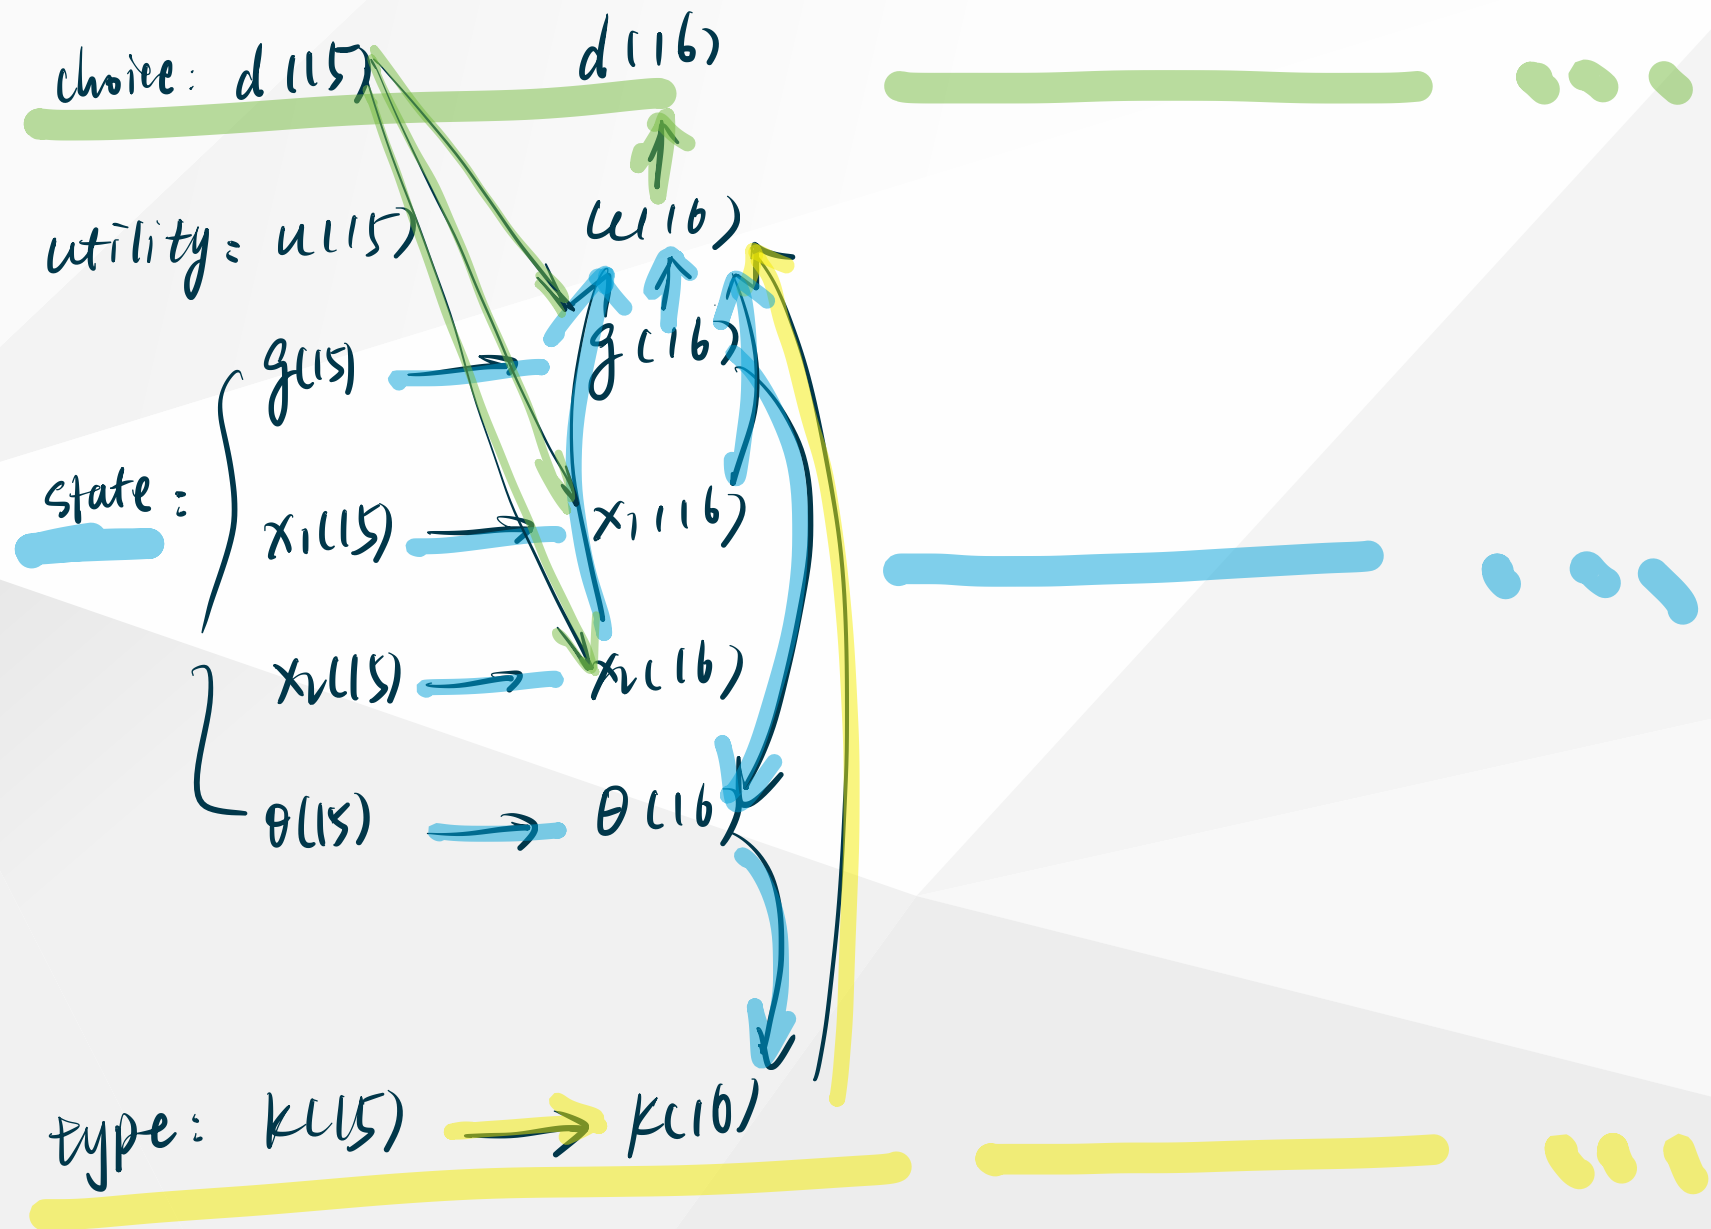 choice: d(15) d(16)
utility: u(15) u(16)
g(15) g(16)
state: x₁(15) x₁(16)
x₂(15) x₂(16)
θ(15) θ(16)
type: k(15) k(16)